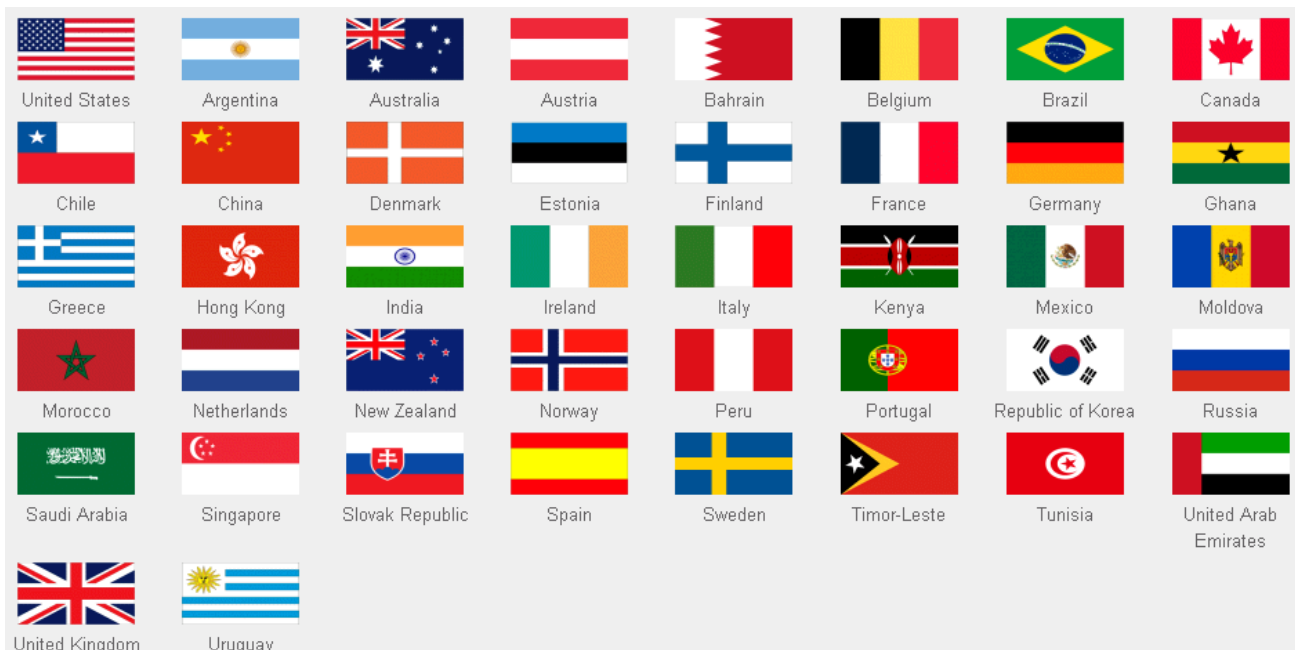 United States Argentina Australia Austria Bahrain Belgium Brazil Canada
Chile China Denmark Estonia Finland France Germany Ghana
Greece Hong Kong India Ireland Italy Kenya Mexico Moldova
Morocco Netherlands New Zealand Norway Peru Portugal Republic of Korea Russia
Saudi Arabia Singapore Slovak Republic Spain Sweden Timor-Leste Tunisia United Arab
Emirates
United Kingdom Uruguay